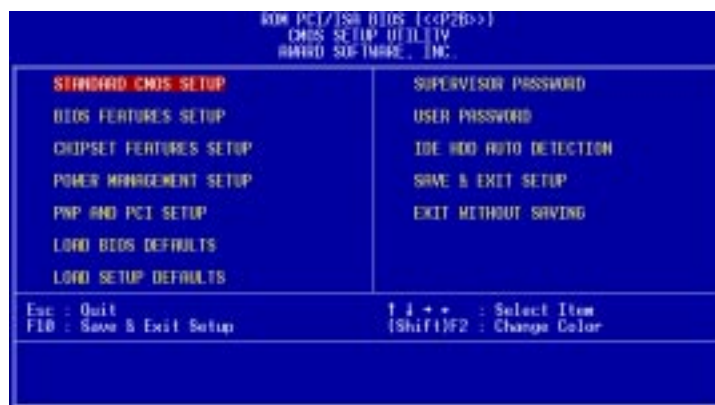 ROM PCI/ISA BIOS (<<P2B>>)
CMOS SETUP UTILITY
AWARD SOFTWARE, INC.
STANDARD CMOS SETUP
BIOS FEATURES SETUP
CHIPSET FEATURES SETUP
POWER MANAGEMENT SETUP
PNP AND PCI SETUP
LOAD BIOS DEFAULTS
LOAD SETUP DEFAULTS
SUPERVISOR PASSWORD
USER PASSWORD
IDE HDD AUTO DETECTION
SAVE & EXIT SETUP
EXIT WITHOUT SAVING
Esc : Quit
F10 : Save & Exit Setup
↑ ↓ → ← : Select Item
(Shift)F2 : Change Color